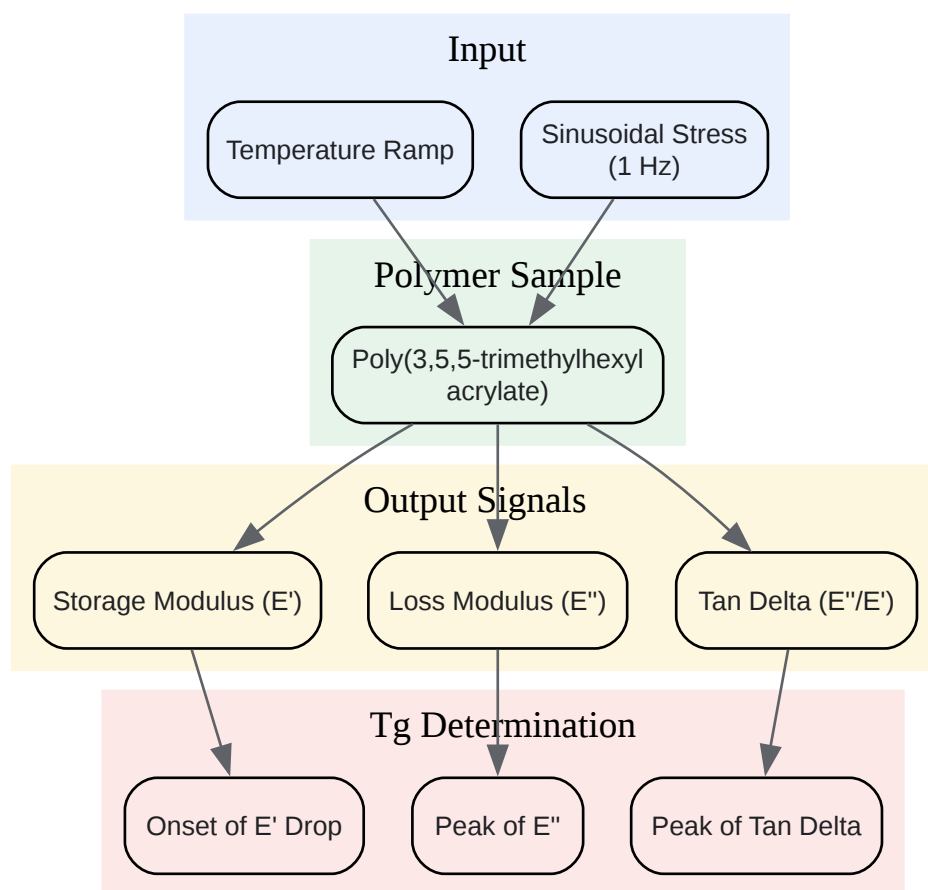 Input
Temperature Ramp
Sinusoidal Stress
(1 Hz)
Polymer Sample
Poly(3,5,5-trimethylhexyl
acrylate)
Output Signals
Storage Modulus (E')
Loss Modulus (E'')
Tan Delta (E''/E')
Tg Determination
Onset of E' Drop
Peak of E''
Peak of Tan Delta